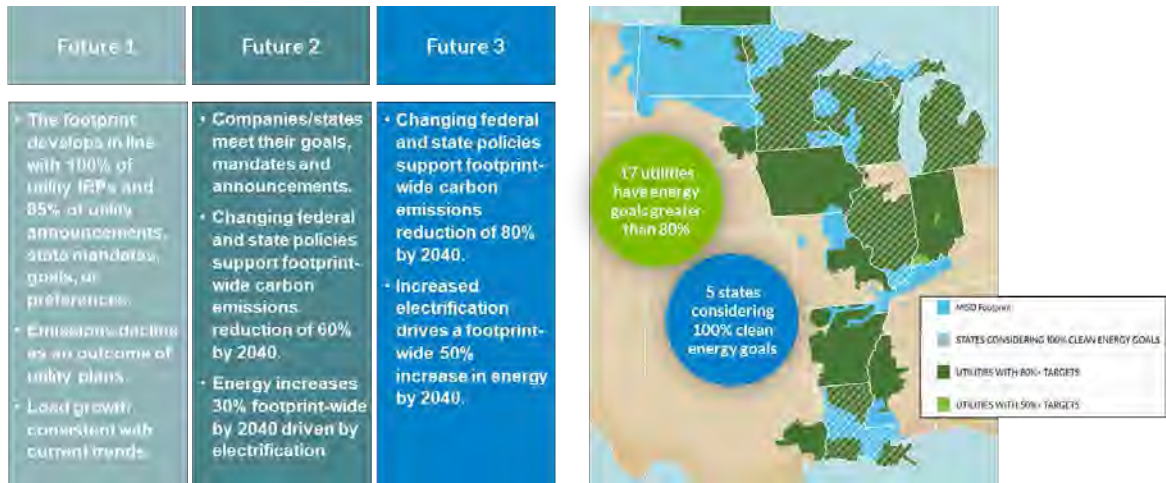 Future 1
• The footprint
develops in line
with 100% of
utility IRPs and
85% of utility
announcements,
state mandates,
goals, or
preferences.
• Emissions decline
as an outcome of
utility plans.
• Load growth
consistent with
current trends.
Future 2
• Companies/states
meet their goals,
mandates and
announcements.
• Changing federal
and state policies
support footprint-
wide carbon
emissions
reduction of 60%
by 2040.
• Energy increases
30% footprint-wide
by 2040 driven by
electrification
Future 3
• Changing federal
and state policies
support footprint-
wide carbon
emissions
reduction of 80%
by 2040.
• Increased
electrification
drives a footprint-
wide 50%
increase in energy
by 2040.
17 utilities
have energy
goals greater
than 80%
5 states
considering
100% clean
energy goals
MISO Footprint
STATES CONSIDERING 100% CLEAN ENERGY GOALS
UTILITIES WITH 80%+ TARGETS
UTILITIES WITH 50%+ TARGETS